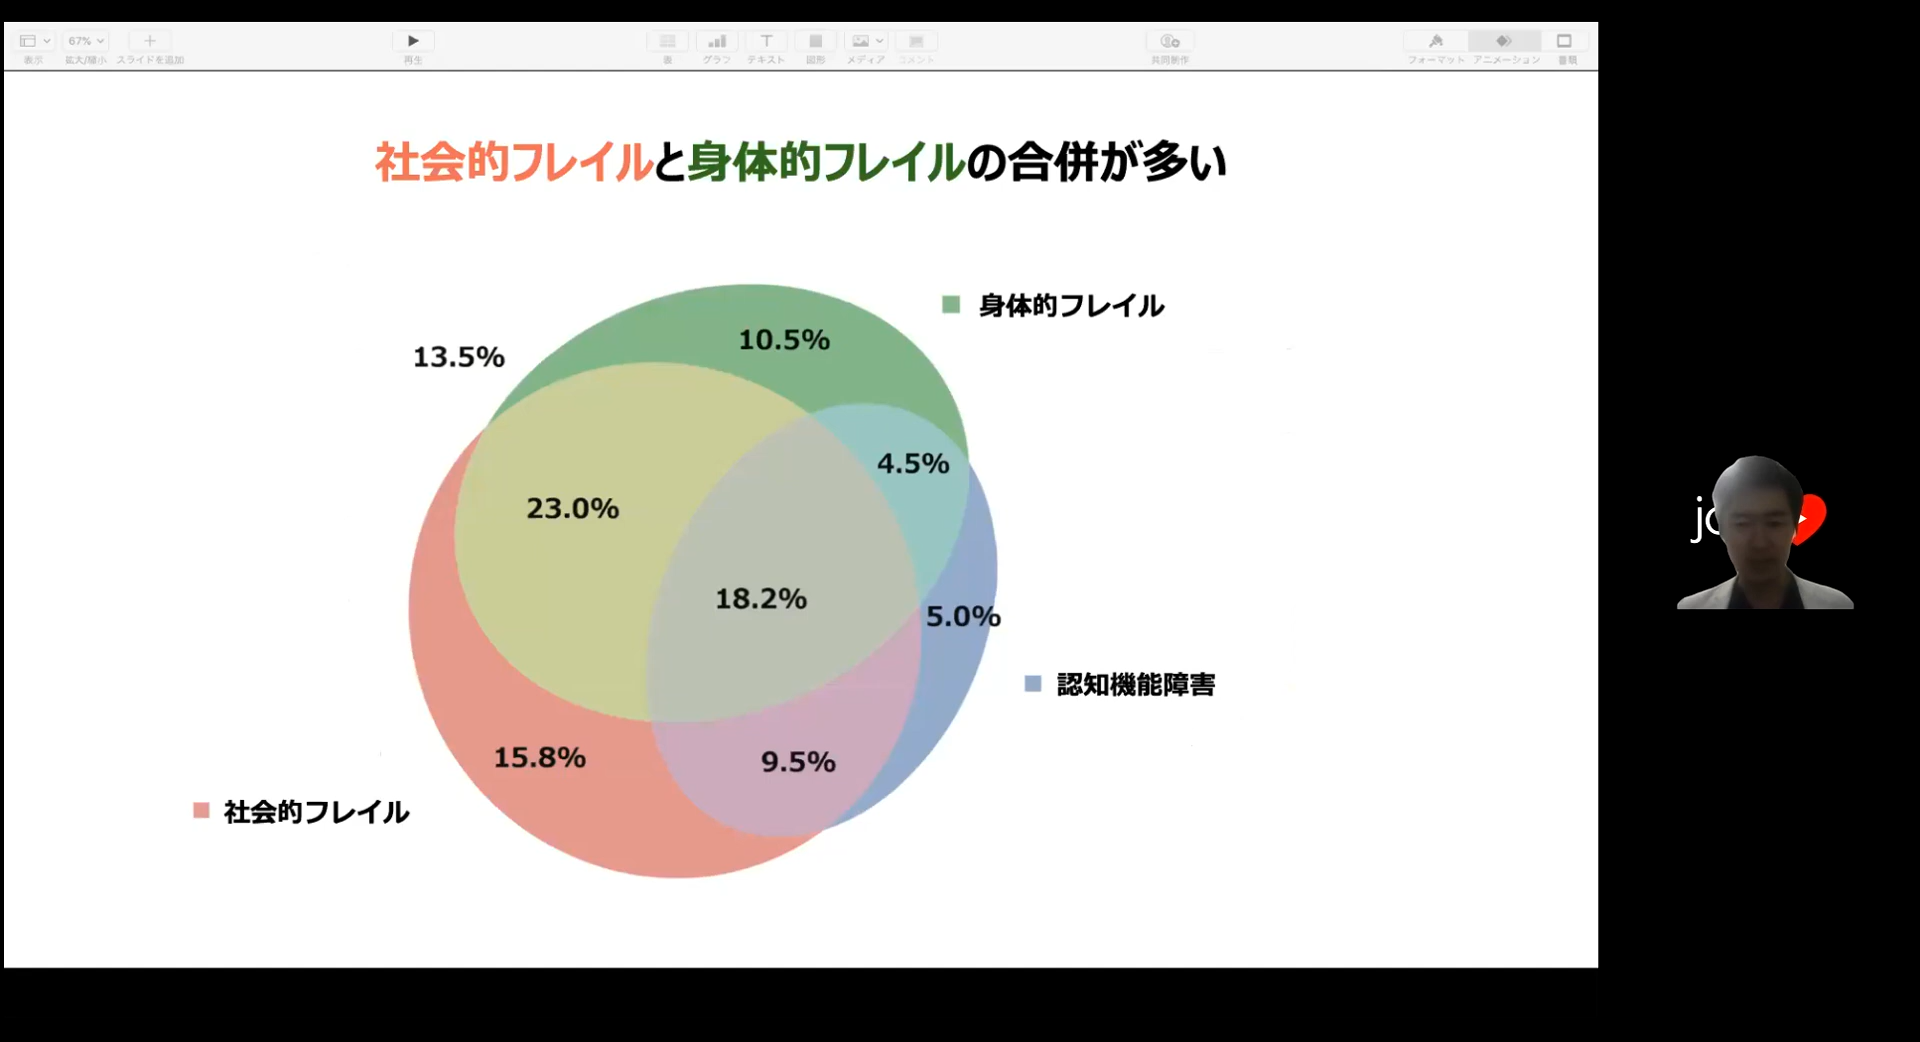 67%
表示
拡大/縮小
スライドを追加
再生
表
グラフ
テキスト
図形
メディア
コメント
共同制作
フォーマット
アニメーション
書類
社会的フレイルと身体的フレイルの合併が多い
身体的フレイル
10.5%
13.5%
4.5%
23.0%
18.2%
5.0%
認知機能障害
15.8%
9.5%
社会的フレイル